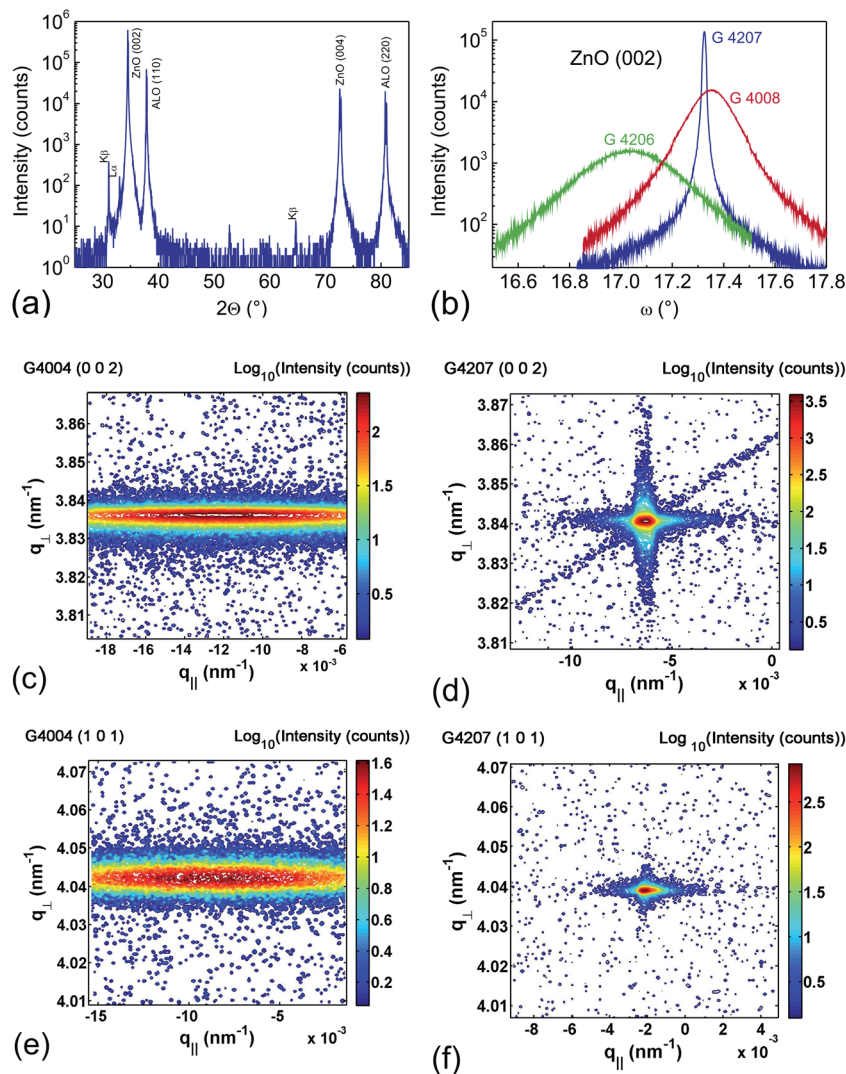 Intensity (counts)
10⁶
10⁵
10⁴
10³
10²
10¹
10⁰
Kβ
Lα
ZnO (002)
ALO (110)
Kβ
ZnO (004)
ALO (220)
30 40 50 60 70 80
2Θ (°)
(a)
Intensity (counts)
10⁵
10⁴
10³
10²
ZnO (002)
G 4207
G 4008
G 4206
16.6 16.8 17.0 17.2 17.4 17.6 17.8
ω (°)
(b)
G4004 (0 0 2) Log₁₀(Intensity (counts))
q⊥ (nm⁻¹)
3.86
3.85
3.84
3.83
3.82
3.81
2
1.5
1
0.5
-18 -16 -14 -12 -10 -8 -6
q|| (nm⁻¹) x 10⁻³
(c)
G4207 (0 0 2) Log₁₀(Intensity (counts))
q⊥ (nm⁻¹)
3.87
3.86
3.85
3.84
3.83
3.82
3.81
3.5
3
2.5
2
1.5
1
0.5
-10 -5 0
q|| (nm⁻¹) x 10⁻³
(d)
G4004 (1 0 1) Log₁₀(Intensity (counts))
q⊥ (nm⁻¹)
4.07
4.06
4.05
4.04
4.03
4.02
4.01
1.6
1.4
1.2
1
0.8
0.6
0.4
0.2
-15 -10 -5
q|| (nm⁻¹) x 10⁻³
(e)
G4207 (1 0 1) Log₁₀(Intensity (counts))
q⊥ (nm⁻¹)
4.07
4.06
4.05
4.04
4.03
4.02
4.01
2.5
2
1.5
1
0.5
-8 -6 -4 -2 0 2 4
q|| (nm⁻¹) x 10⁻³
(f)